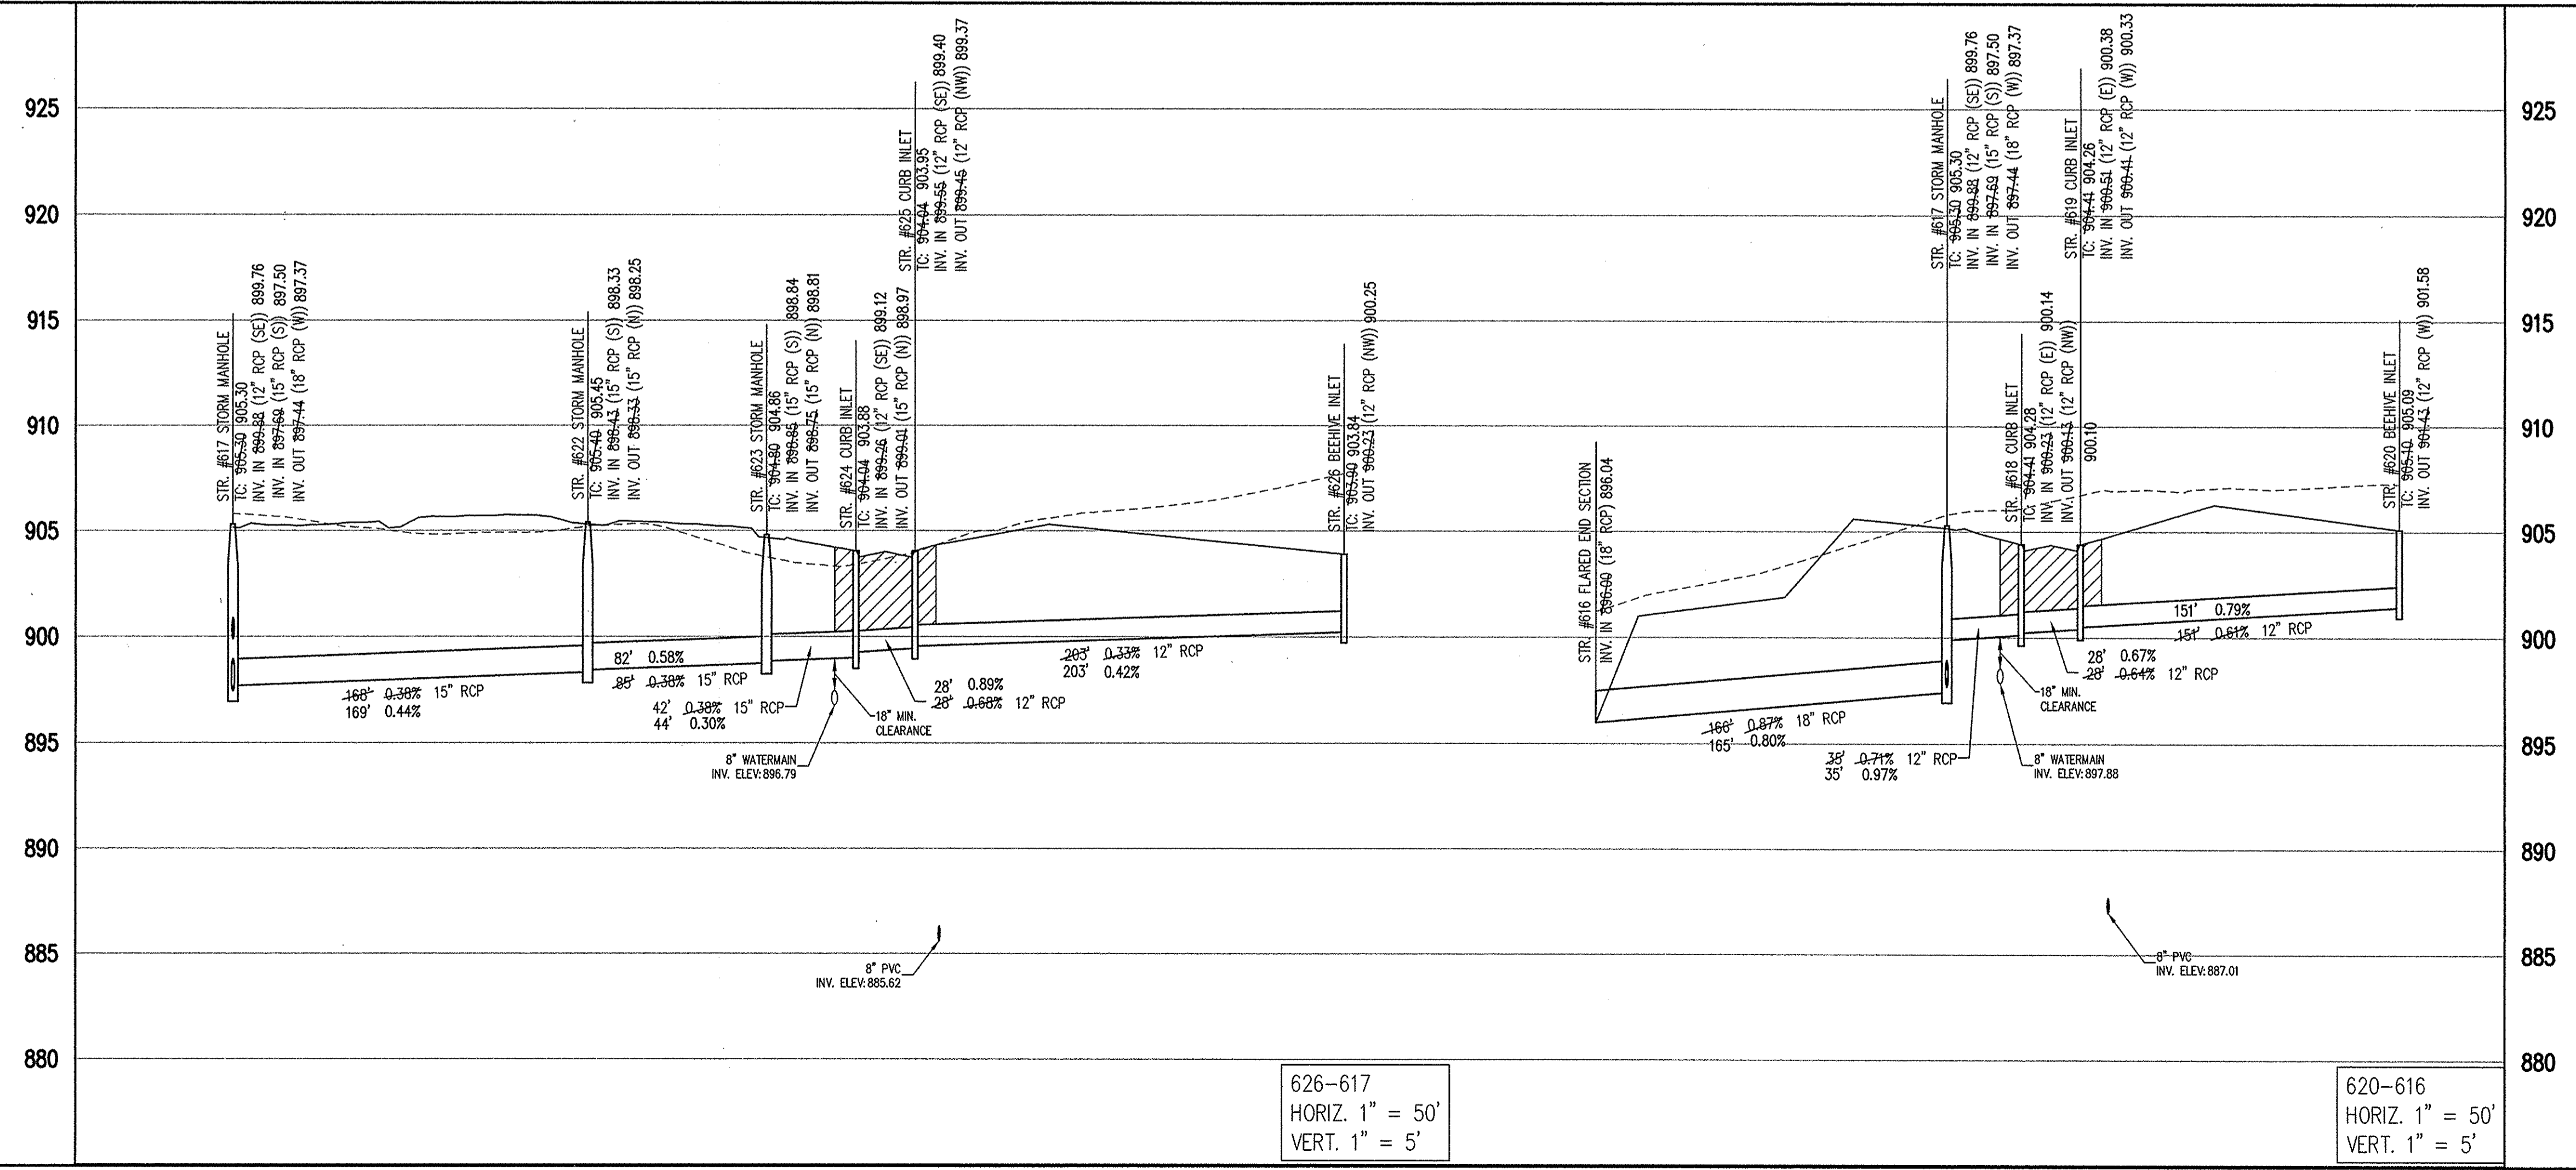 925
920
915
910
905
900
895
890
885
880
STR. #617 STORM MANHOLE
TC: 905.30 905.30
INV. IN 899.88 (12" RCP (SE)) 899.76
INV. IN 897.69 (15" RCP (S)) 897.50
INV. OUT 897.44 (18" RCP (W)) 897.37
STR. #622 STORM MANHOLE
TC: 905.40 905.45
INV. IN 898.43 (15" RCP (S)) 898.33
INV. OUT 898.33 (15" RCP (N)) 898.25
STR. #623 STORM MANHOLE
TC: 904.80 904.86
INV. IN 898.85 (15" RCP (S)) 898.84
INV. OUT 898.75 (15" RCP (N)) 898.81
STR. #624 CURB INLET
TC: 904.04 903.88
INV. IN 899.26 (12" RCP (SE)) 899.12
INV. OUT 899.01 (15" RCP (N)) 898.97
STR. #625 CURB INLET
TC: 904.04 903.95
INV. IN 899.55 (12" RCP (SE)) 899.40
INV. OUT 899.45 (12" RCP (NW)) 899.37
STR. #626 BEEHIVE INLET
TC: 903.90 903.84
INV. OUT 900.23 (12" RCP (NW)) 900.25
168' 0.38% 15" RCP
169' 0.44%
82' 0.58%
85' 0.38% 15" RCP
42' 0.38% 15" RCP
44' 0.30%
28' 0.89%
28' 0.68% 12" RCP
203' 0.33% 12" RCP
203' 0.42%
18" MIN.
CLEARANCE
8" WATERMAIN
INV. ELEV:896.79
8" PVC
INV. ELEV:885.62
626-617
HORIZ. 1" = 50'
VERT. 1" = 5'
STR. #616 FLARED END SECTION
INV. IN 896.00 (18" RCP) 896.04
STR. #617 STORM MANHOLE
TC: 905.30 905.30
INV. IN 899.88 (12" RCP (SE)) 899.76
INV. IN 897.69 (15" RCP (S)) 897.50
INV. OUT 897.44 (18" RCP (W)) 897.37
STR. #618 CURB INLET
TC: 904.41 904.28
INV. IN 900.23 (12" RCP (E)) 900.14
INV. OUT 900.13 (12" RCP (NW))
900.10
STR. #619 CURB INLET
TC: 904.41 904.26
INV. IN 900.51 (12" RCP (E)) 900.38
INV. OUT 900.41 (12" RCP (W)) 900.33
STR. #620 BEEHIVE INLET
TC: 905.10 905.09
INV. OUT 901.43 (12" RCP (W)) 901.58
166' 0.87% 18" RCP
165' 0.80%
35' 0.71% 12" RCP
35' 0.97%
28' 0.67%
28' 0.64% 12" RCP
151' 0.79%
151' 0.61% 12" RCP
18" MIN.
CLEARANCE
8" WATERMAIN
INV. ELEV:897.88
8" PVC
INV. ELEV:887.01
620-616
HORIZ. 1" = 50'
VERT. 1" = 5'
925
920
915
910
905
900
895
890
885
880